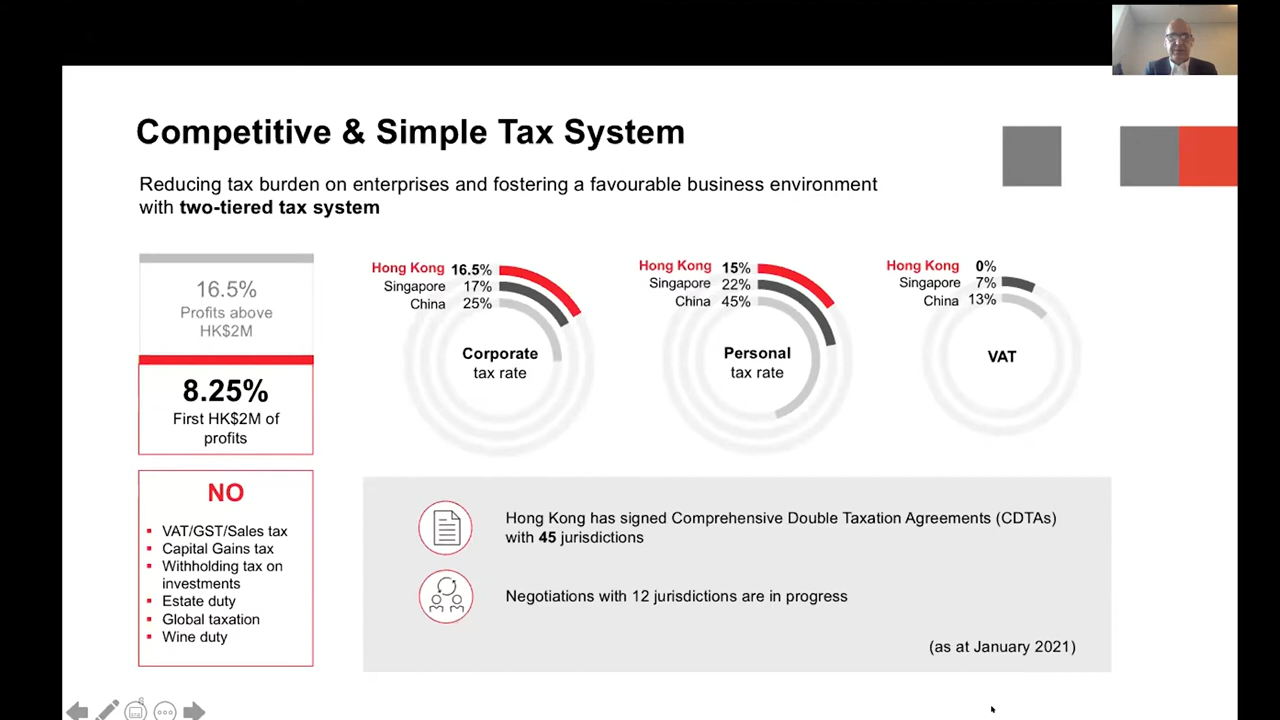 Competitive & Simple Tax System
Reducing tax burden on enterprises and fostering a favourable business environment
with two-tiered tax system
16.5%
Profits above
HK$2M
8.25%
First HK$2M of
profits
NO
VAT/GST/Sales tax
Capital Gains tax
Withholding tax on
investments
Estate duty
Global taxation
Wine duty
Hong Kong 16.5%
Singapore 17%
China 25%
Corporate
tax rate
Hong Kong 15%
Singapore 22%
China 45%
Personal
tax rate
Hong Kong 0%
Singapore 7%
China 13%
VAT
Hong Kong has signed Comprehensive Double Taxation Agreements (CDTAs)
with 45 jurisdictions
Negotiations with 12 jurisdictions are in progress
(as at January 2021)